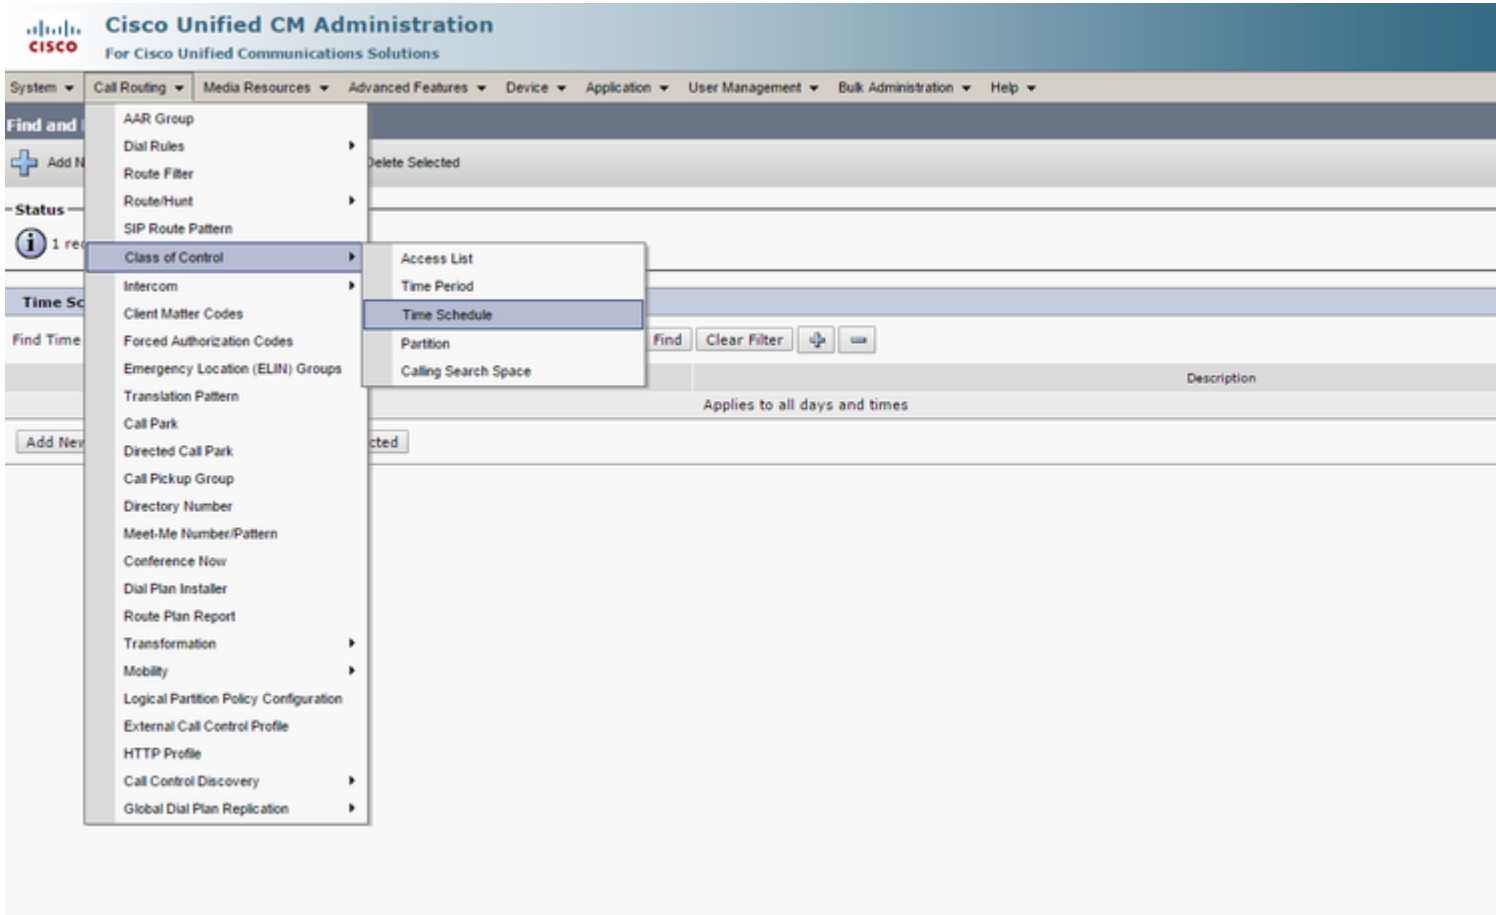 Cisco Unified CM Administration
CISCO
For Cisco Unified Communications Solutions
System Call Routing Media Resources Advanced Features Device Application User Management Bulk Administration Help
Find and
Add N Delete Selected
Status
1 rec
Time Sc
Find Time Find Clear Filter
Description
Applies to all days and times
Add New cted
AAR Group
Dial Rules
Route Filter
Route/Hunt
SIP Route Pattern
Class of Control
Intercom
Client Matter Codes
Forced Authorization Codes
Emergency Location (ELIN) Groups
Translation Pattern
Call Park
Directed Call Park
Call Pickup Group
Directory Number
Meet-Me Number/Pattern
Conference Now
Dial Plan Installer
Route Plan Report
Transformation
Mobility
Logical Partition Policy Configuration
External Call Control Profile
HTTP Profile
Call Control Discovery
Global Dial Plan Replication
Access List
Time Period
Time Schedule
Partition
Calling Search Space